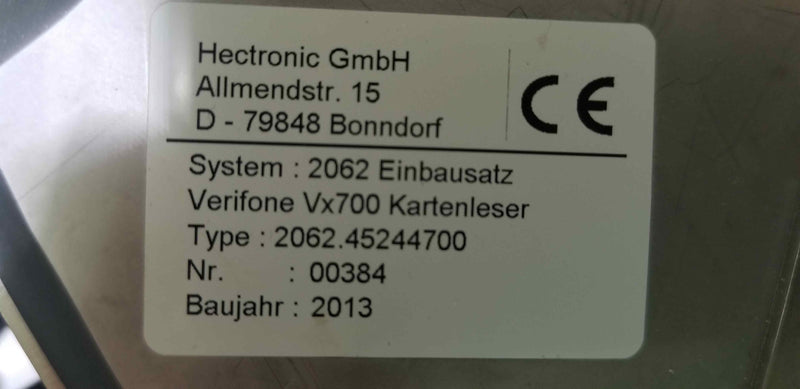 Hectronic GmbH
Allmendstr. 15
D - 79848 Bonndorf
CE
System : 2062 Einbausatz
Verifone Vx700 Kartenleser
Type : 2062.45244700
Nr. : 00384
Baujahr : 2013